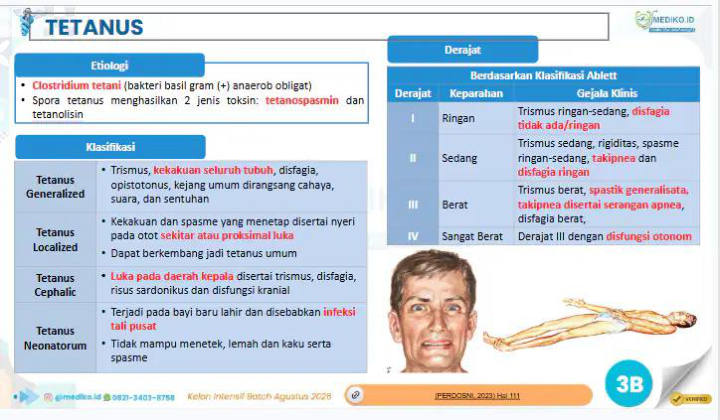 TETANUS
MEDIKO.ID
Etiologi
• Clostridium tetani (bakteri basil gram (+) anaerob obligat)
• Spora tetanus menghasilkan 2 jenis toksin: tetanospasmin dan
tetanolisin
Klasifikasi
Tetanus
Generalized
• Trismus, kekakuan seluruh tubuh, disfagia,
opistotonus, kejang umum dirangsang cahaya,
suara, dan sentuhan
Tetanus
Localized
• Kekakuan dan spasme yang menetap disertai nyeri
pada otot sekitar atau proksimal luka
• Dapat berkembang jadi tetanus umum
Tetanus
Cephalic
• Luka pada daerah kepala disertai trismus, disfagia,
risus sardonikus dan disfungsi kranial
Tetanus
Neonatorum
• Terjadi pada bayi baru lahir dan disebabkan infeksi
tali pusat
• Tidak mampu menetek, lemah dan kaku serta
spasme
Derajat
Berdasarkan Klasifikasi Ablett
Derajat Keparahan Gejala Klinis
I Ringan Trismus ringan-sedang, disfagia
tidak ada/ringan
II Sedang Trismus sedang, rigiditas, spasme
ringan-sedang, takipnea dan
disfagia ringan
III Berat Trismus berat, spastik generalisata,
takipnea disertai serangan apnea,
disfagia berat,
IV Sangat Berat Derajat III dengan disfungsi otonom
3B
@mediko.id 0821-3403-8758 Kelan Intensif Batch Agustus 2026
(PERDOSNI, 2023) Hal 111
VERIFIED